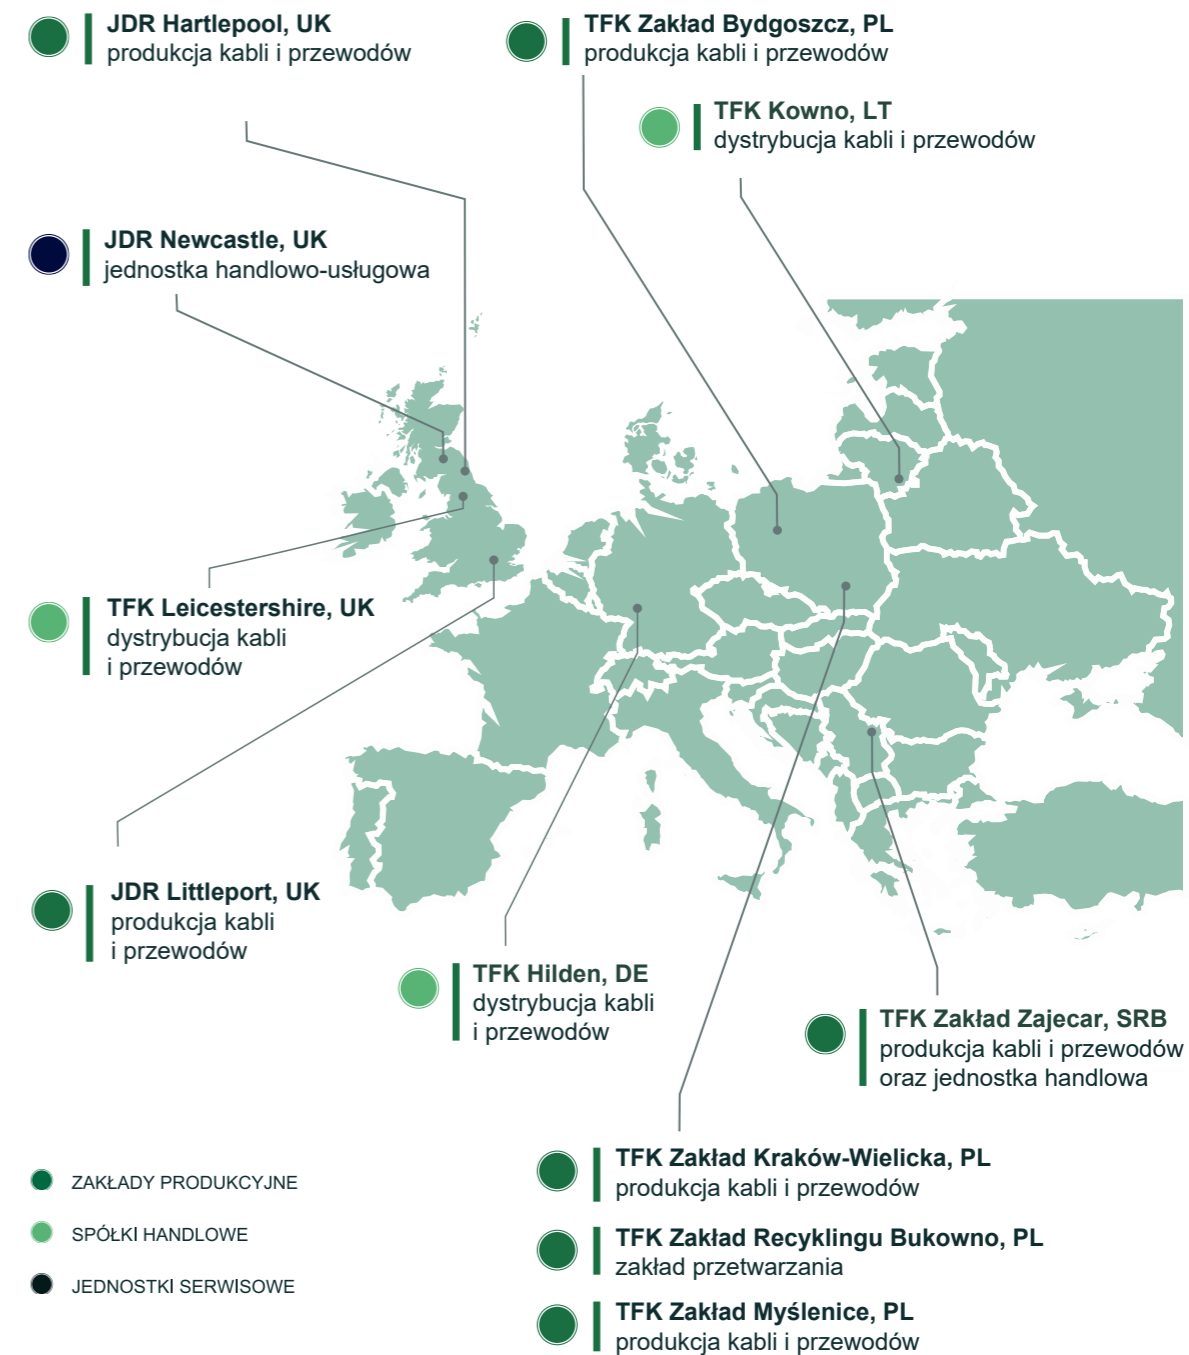 JDR Hartlepool, UK
produkcja kabli i przewodów
TFK Zakład Bydgoszcz, PL
produkcja kabli i przewodów
TFK Kowno, LT
dystrybucja kabli i przewodów
JDR Newcastle, UK
jednostka handlowo-usługowa
TFK Leicestershire, UK
dystrybucja kabli
i przewodów
JDR Littleport, UK
produkcja kabli
i przewodów
TFK Hilden, DE
dystrybucja kabli
i przewodów
TFK Zakład Zajecar, SRB
produkcja kabli i przewodów
oraz jednostka handlowa
TFK Zakład Kraków-Wielicka, PL
produkcja kabli i przewodów
TFK Zakład Recyklingu Bukowno, PL
zakład przetwarzania
TFK Zakład Myślenice, PL
produkcja kabli i przewodów
ZAKŁADY PRODUKCYJNE
SPÓŁKI HANDLOWE
JEDNOSTKI SERWISOWE